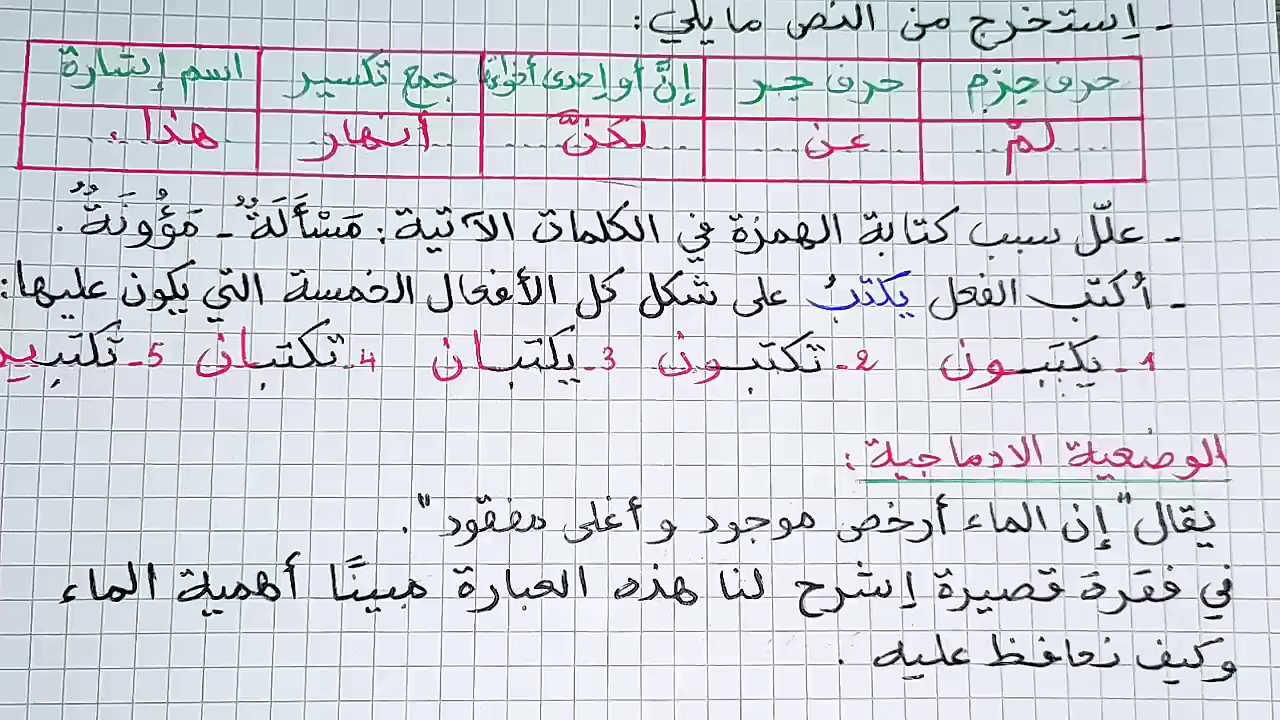 - إستخرج من النص ما يلي:
حرف جزم | حرف جر | إنّ أو إحدى أخواتها | جمع تكسير | اسم إشارة
لمْ | عن | لكنّ | أنهار | هذا
- علّل سبب كتابة الهمزة في الكلمات الآتية: مَسْأَلَةٌ - مَؤُونَةٌ.
- أكتب الفعل يكتبُ على شكل كل الأفعال الخمسة التي يكون عليها:
1- يكتبون 2- تكتبون 3- يكتبان 4- تكتبان 5-
الوضعية الادماجية:
يقال "إن الماء أرخص موجود وأغلى مفقود".
في فقرة قصيرة إشرح لنا هذه العبارة مبينًا أهمية الماء
وكيف نحافظ عليه.